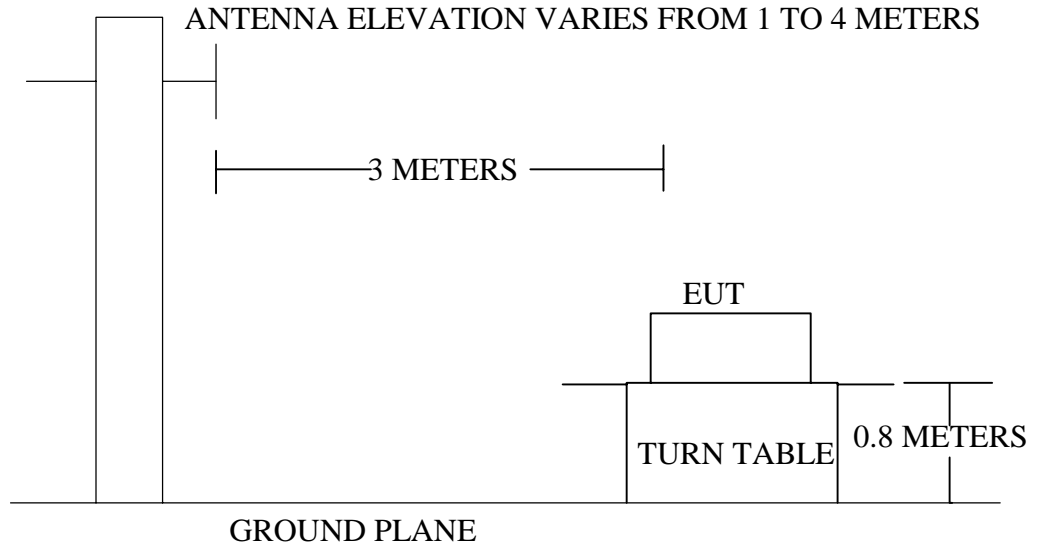 ANTENNA ELEVATION VARIES FROM 1 TO 4 METERS
3 METERS
EUT
0.8 METERS
TURN TABLE
GROUND PLANE